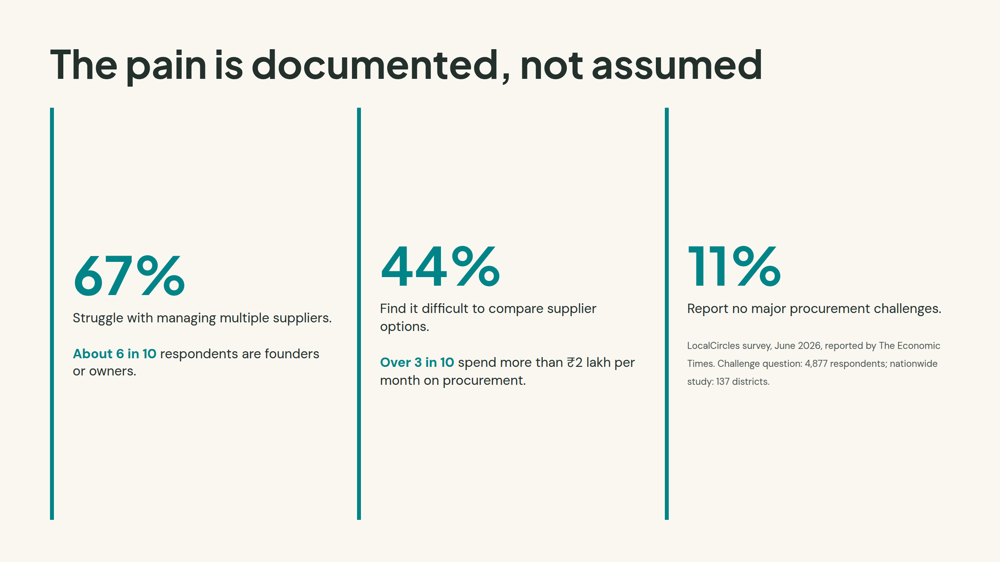 The pain is documented, not assumed
67%
Struggle with managing multiple suppliers.
About 6 in 10 respondents are founders
or owners.
44%
Find it difficult to compare supplier
options.
Over 3 in 10 spend more than ₹2 lakh per
month on procurement.
11%
Report no major procurement challenges.
LocalCircles survey, June 2026, reported by The Economic
Times. Challenge question: 4,877 respondents; nationwide
study: 137 districts.